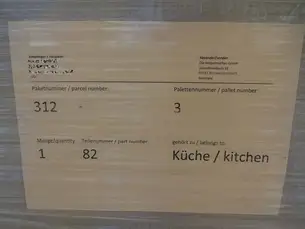 Paketnummer / parcel number
Palettennummer / pallet number
312
3
Menge/quantity
Teilenummer / part number
gehört zu / belongs to:
1
82
Küche / kitchen